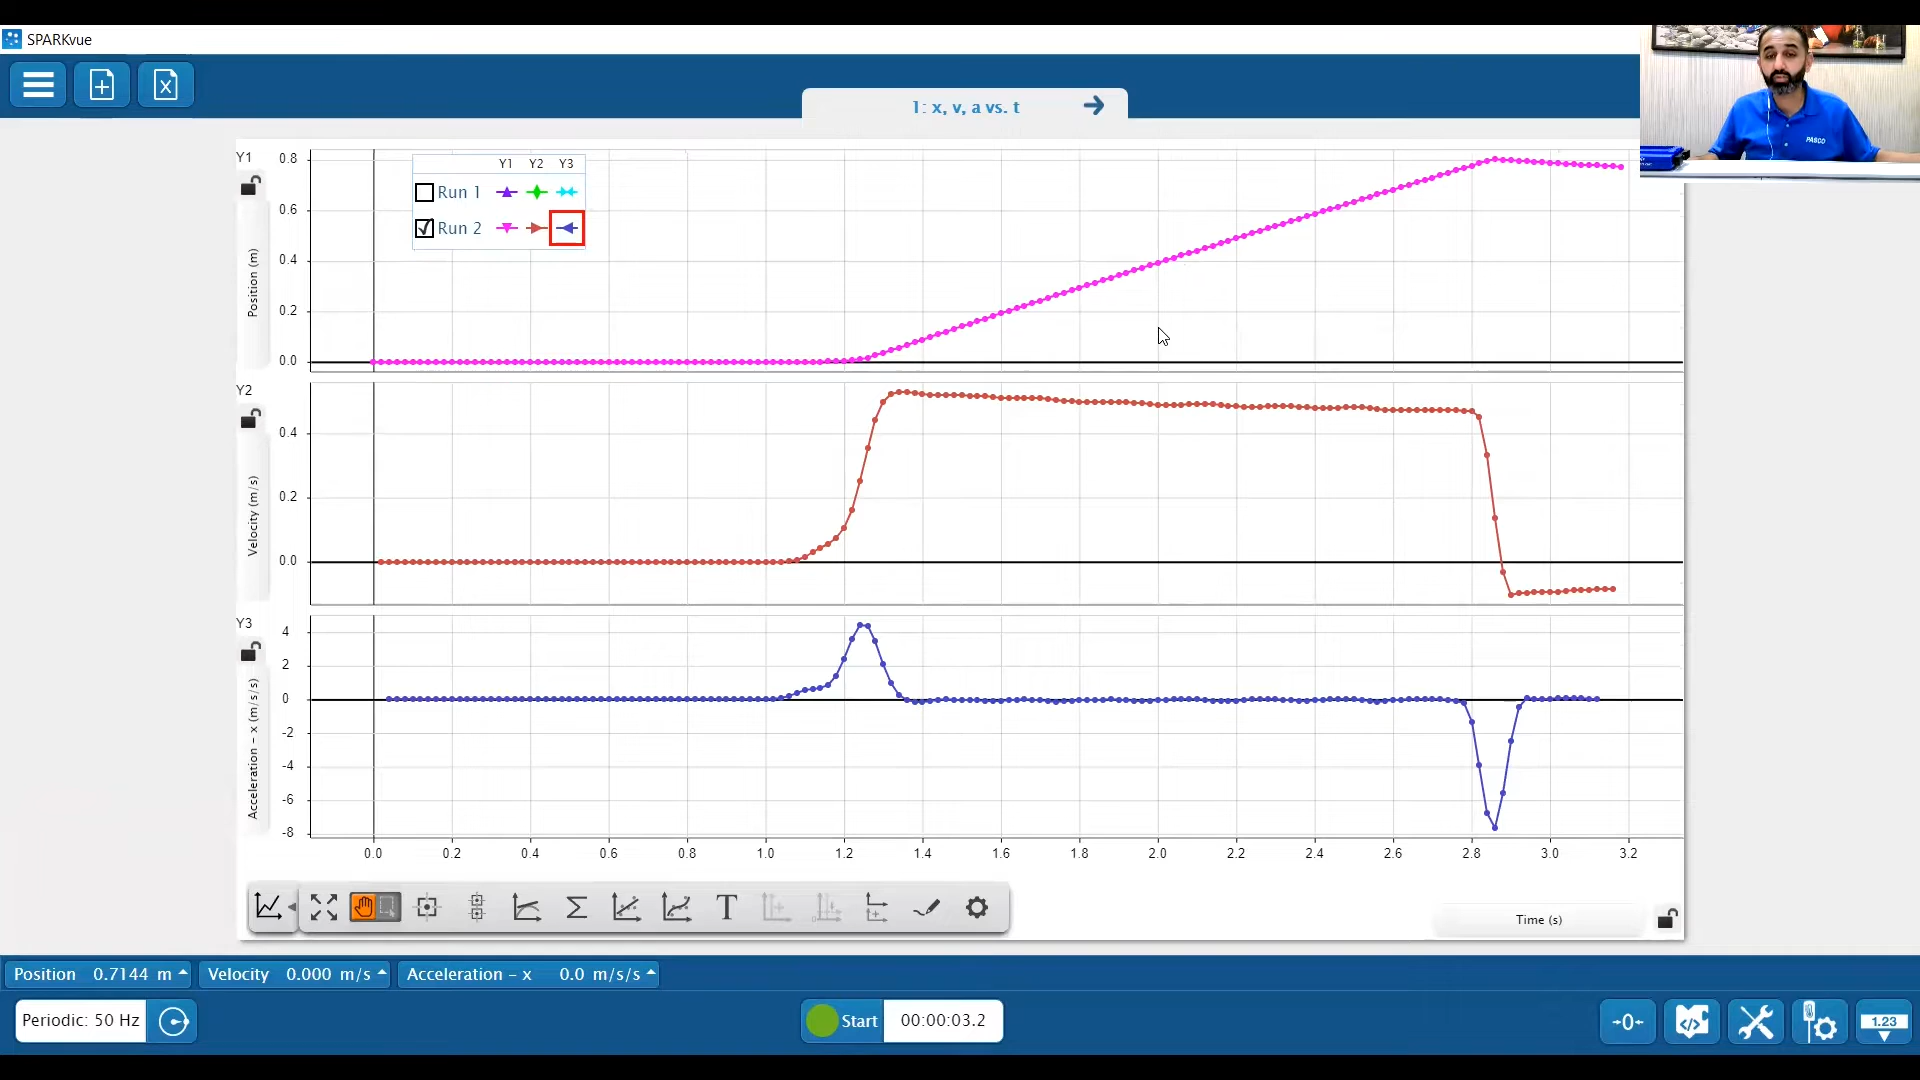 SPARKvue
1: x, v, a vs. t
PASCO
Y1
Y1 Y2 Y3
Run 1
Run 2
Position (m)
0.8
0.6
0.4
0.2
0.0
Y2
Velocity (m/s)
0.4
0.2
0.0
Y3
Acceleration - x (m/s/s)
4
2
0
-2
-4
-6
-8
0.0 0.2 0.4 0.6 0.8 1.0 1.2 1.4 1.6 1.8 2.0 2.2 2.4 2.6 2.8 3.0 3.2
T
Time (s)
Position 0.7144 m Velocity 0.000 m/s Acceleration - x 0.0 m/s/s
Periodic: 50 Hz Start 00:00:03.2 →0← 1.23